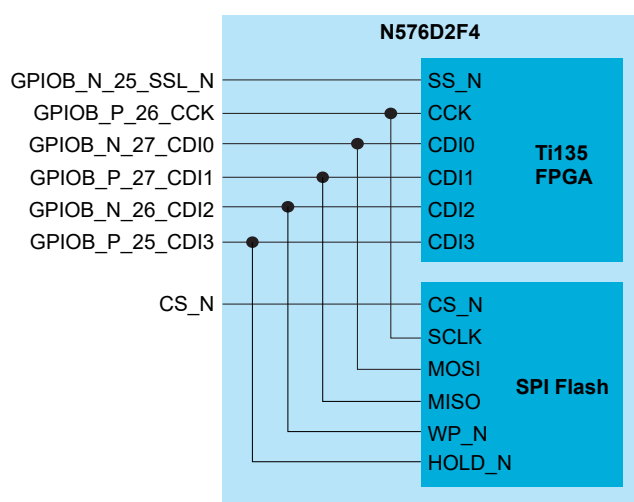 N576D2F4
GPIOB_N_25_SSL_N
SS_N
GPIOB_P_26_CCK
CCK
GPIOB_N_27_CDI0
CDI0
GPIOB_P_27_CDI1
CDI1
GPIOB_N_26_CDI2
CDI2
GPIOB_P_25_CDI3
CDI3
Ti135
FPGA
CS_N
CS_N
SCLK
MOSI
MISO
WP_N
HOLD_N
SPI Flash